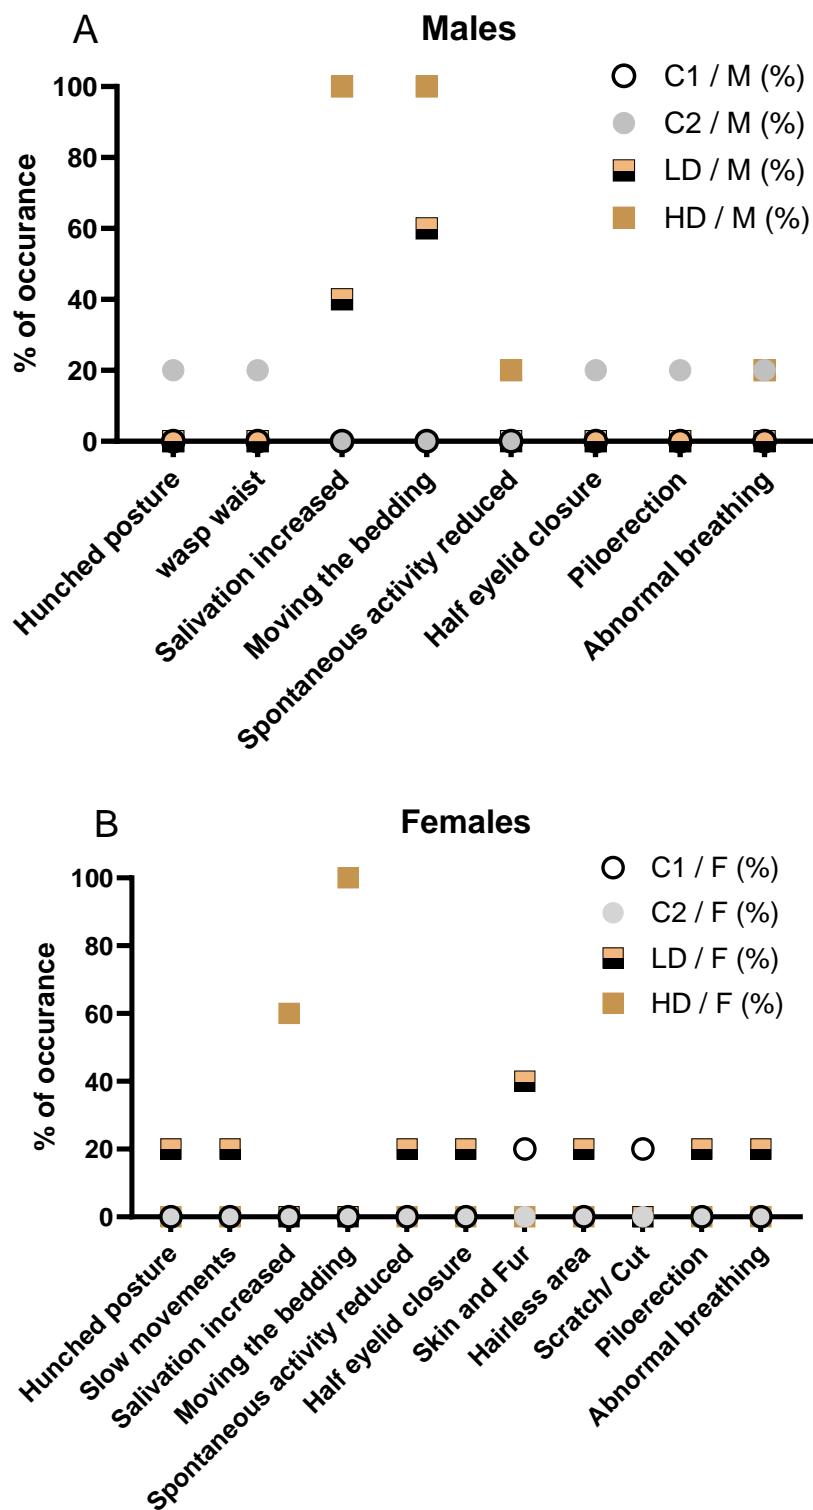 A
Males
C1 / M (%)
C2 / M (%)
LD / M (%)
HD / M (%)
% of occurance
100
80
60
40
20
0
Hunched posture
wasp waist
Salivation increased
Moving the bedding
Spontaneous activity reduced
Half eyelid closure
Piloerection
Abnormal breathing
B
Females
C1 / F (%)
C2 / F (%)
LD / F (%)
HD / F (%)
% of occurance
100
80
60
40
20
0
Hunched posture
Slow movements
Salivation increased
Moving the bedding
Spontaneous activity reduced
Half eyelid closure
Skin and Fur
Hairless area
Scratch/ Cut
Piloerection
Abnormal breathing